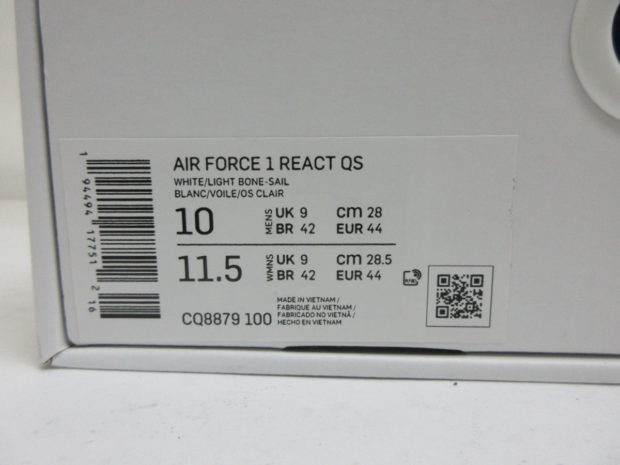 AIR FORCE 1 REACT QS
WHITE/LIGHT BONE-SAIL
BLANC/VOILE/OS CLAIR
10 MENS UK 9 cm 28
BR 42 EUR 44
11.5 WMNS UK 9 cm 28.5
BR 42 EUR 44
CQ8879 100
MADE IN VIETNAM /
FABRIQUE AU VIETNAM /
FABRICADO NO VIETNÃ /
HECHO EN VIETNAM
1 94494 17751 2 16